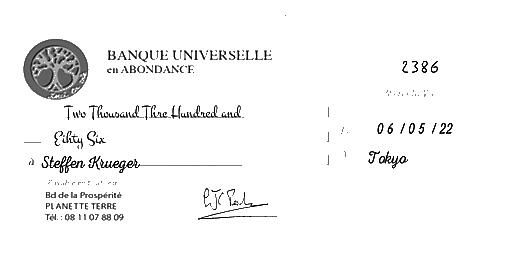 BANQUE UNIVERSELLE
en ABONDANCE
2386
Two Thousand Thre Hundred and
Eihty Six
06/05/22
à Steffen Krueger
Tokyo
Bd de la Prospérité
PLANETTE TERRE
Tél. : 08 11 07 88 09